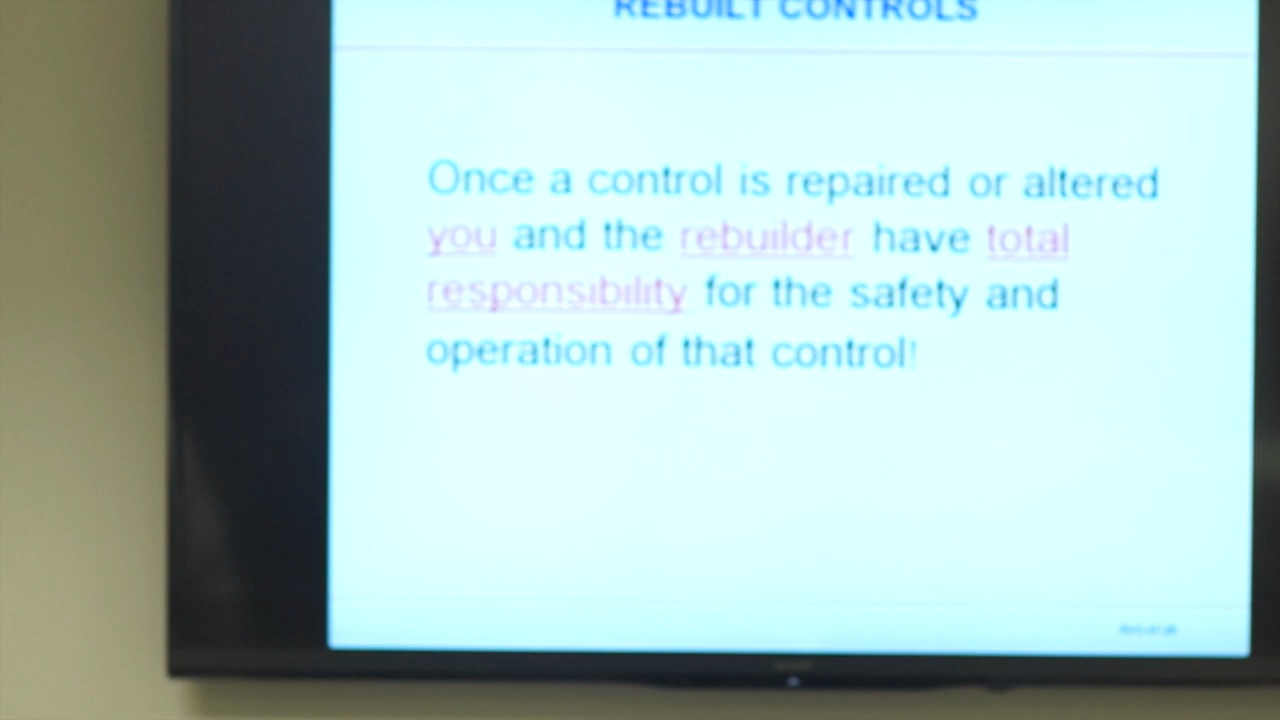 REBUILT CONTROLS
Once a control is repaired or altered
you and the rebuilder have total
responsibility for the safety and
operation of that control!